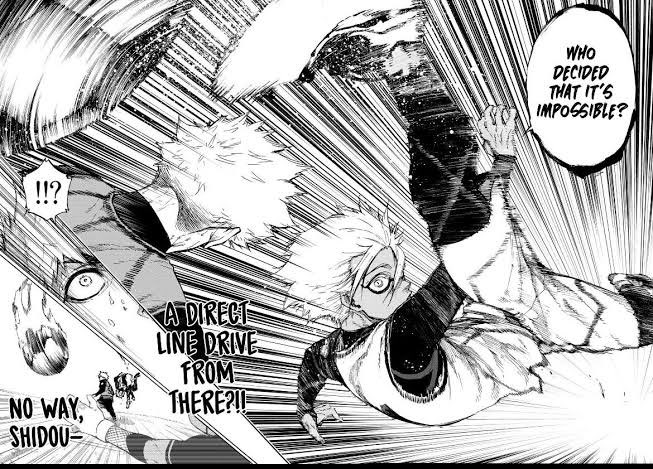 WHO
DECIDED
THAT IT'S
IMPOSSIBLE?
!!?
A DIRECT
LINE DRIVE
FROM
THERE?!!
NO WAY,
SHIDOU–